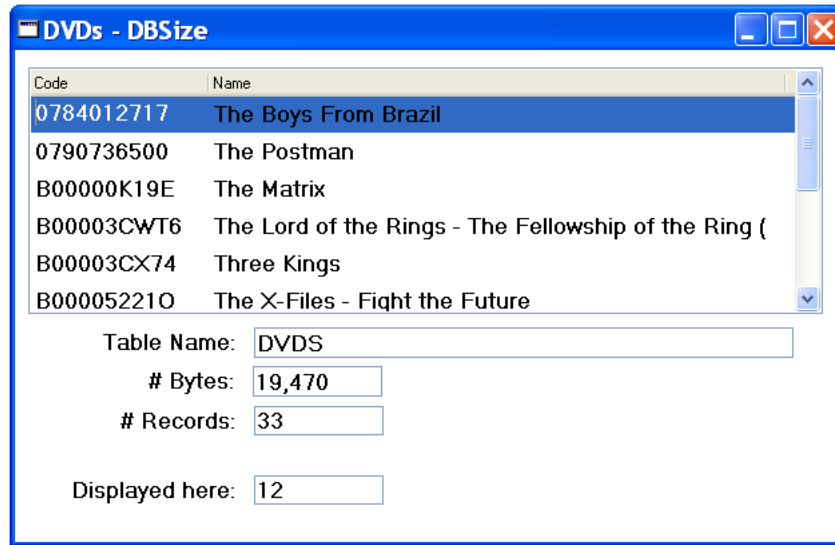 DVDs - DBSize
Code Name
0784012717 The Boys From Brazil
0790736500 The Postman
B00000K19E The Matrix
B00003CWT6 The Lord of the Rings - The Fellowship of the Ring (
B00003CX74 Three Kings
B00005221O The X-Files - Fight the Future
Table Name: DVDS
# Bytes: 19,470
# Records: 33
Displayed here: 12